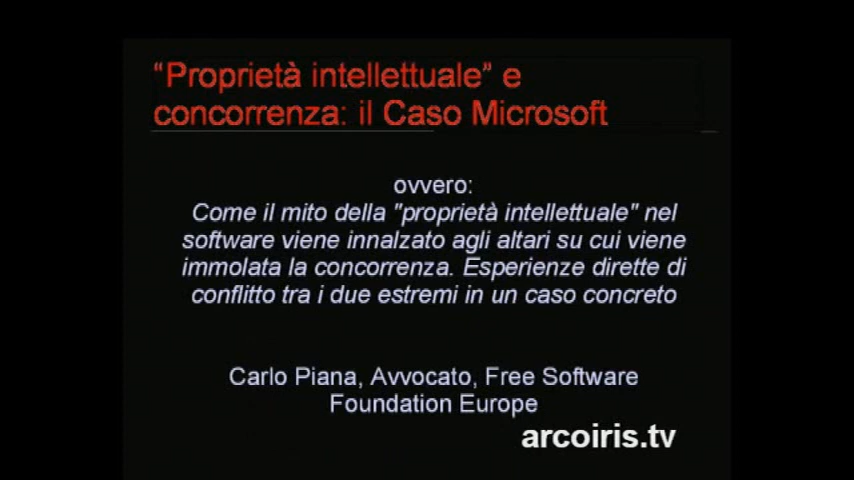 “Proprietà intellettuale” e
concorrenza: il Caso Microsoft
ovvero:
Come il mito della "proprietà intellettuale" nel
software viene innalzato agli altari su cui viene
immolata la concorrenza. Esperienze dirette di
conflitto tra i due estremi in un caso concreto
Carlo Piana, Avvocato, Free Software
Foundation Europe
arcoiris.tv